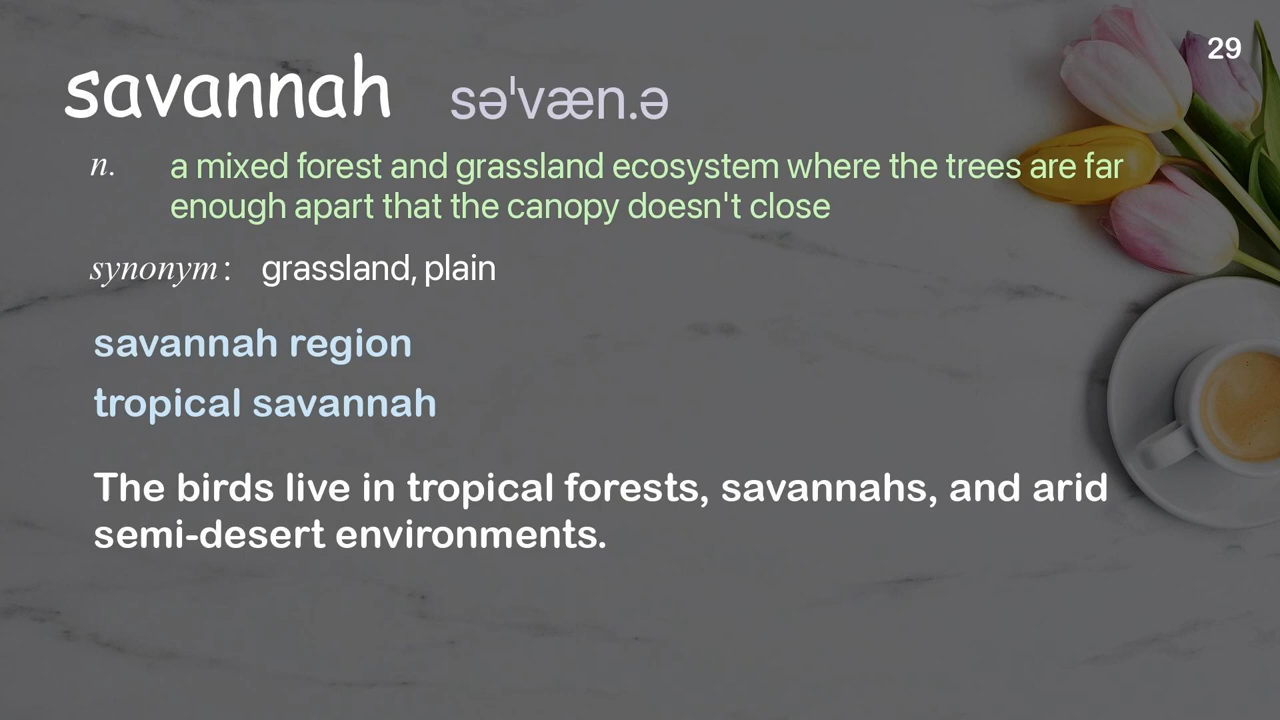 29
savannah səˈvæn.ə
n. a mixed forest and grassland ecosystem where the trees are far
enough apart that the canopy doesn't close
synonym: grassland, plain
savannah region
tropical savannah
The birds live in tropical forests, savannahs, and arid
semi-desert environments.